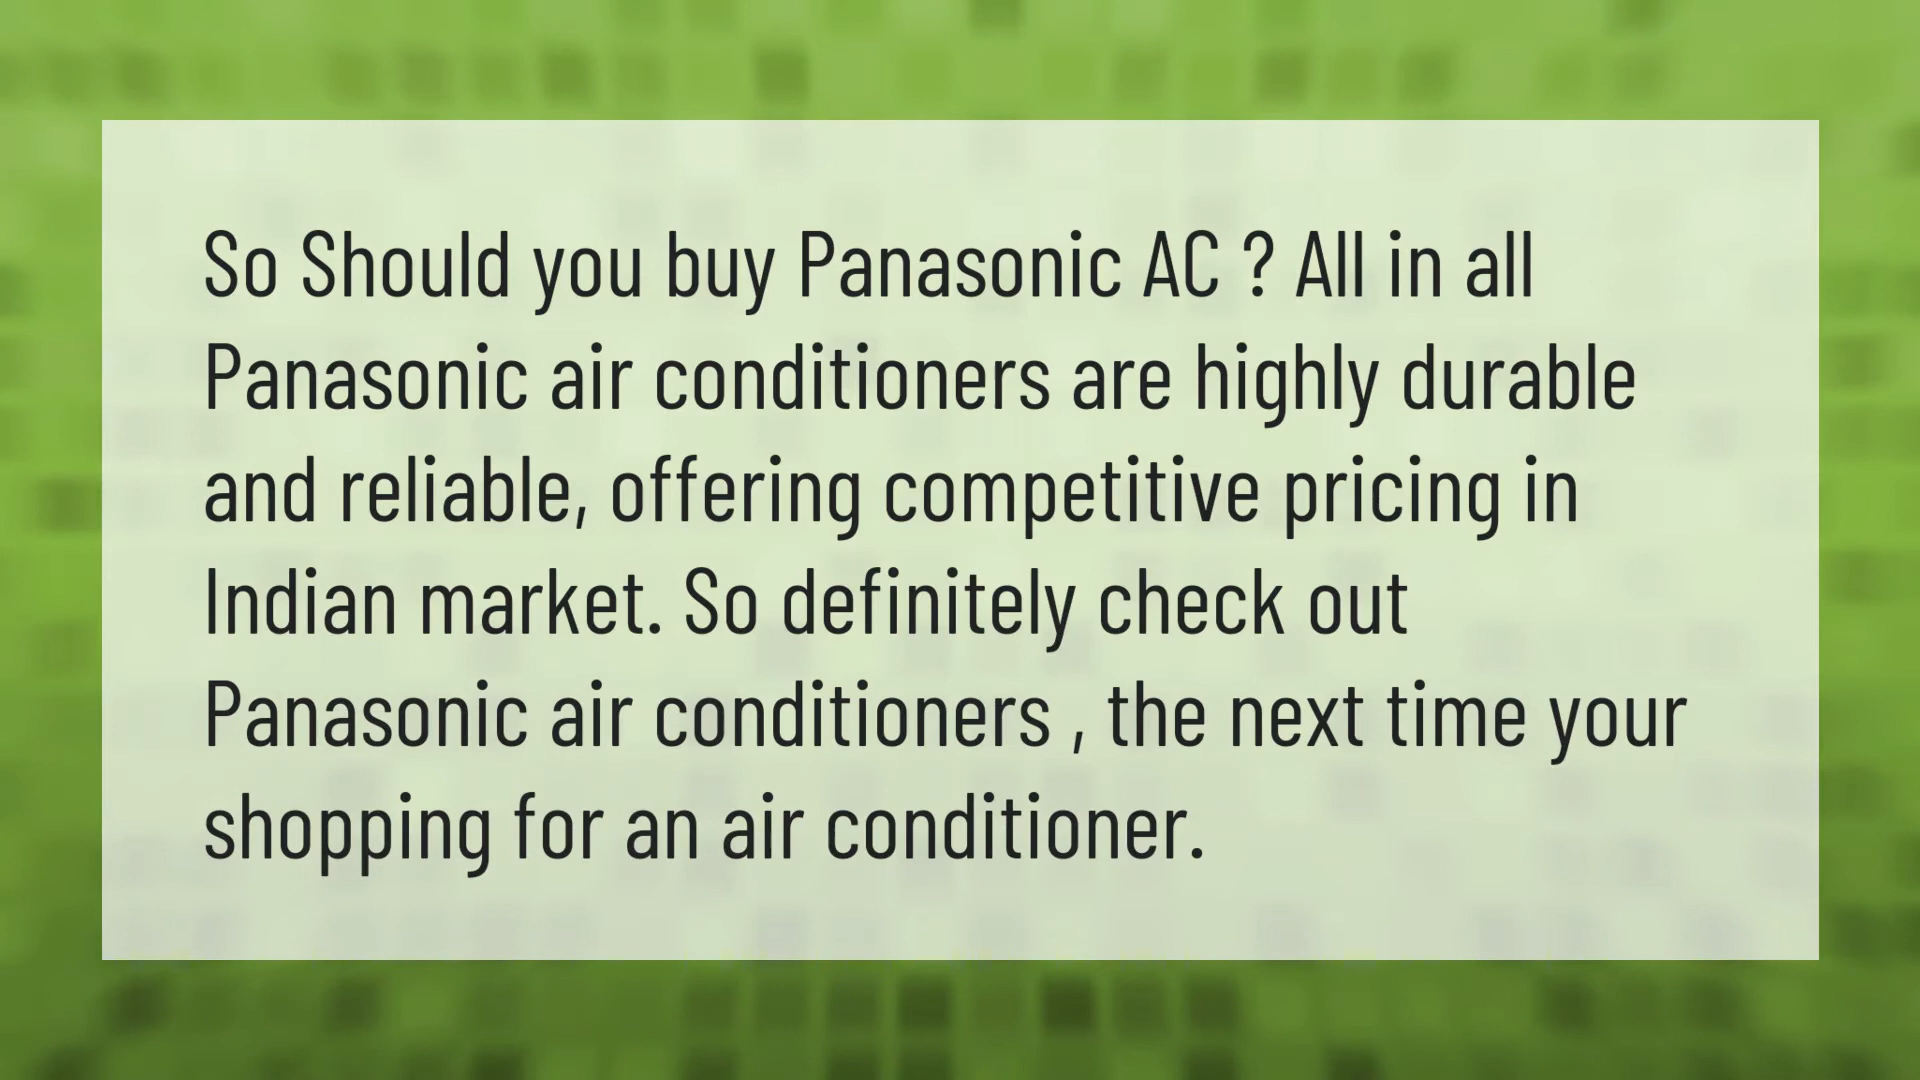 So Should you buy Panasonic AC ? All in all
Panasonic air conditioners are highly durable
and reliable, offering competitive pricing in
Indian market. So definitely check out
Panasonic air conditioners , the next time your
shopping for an air conditioner.